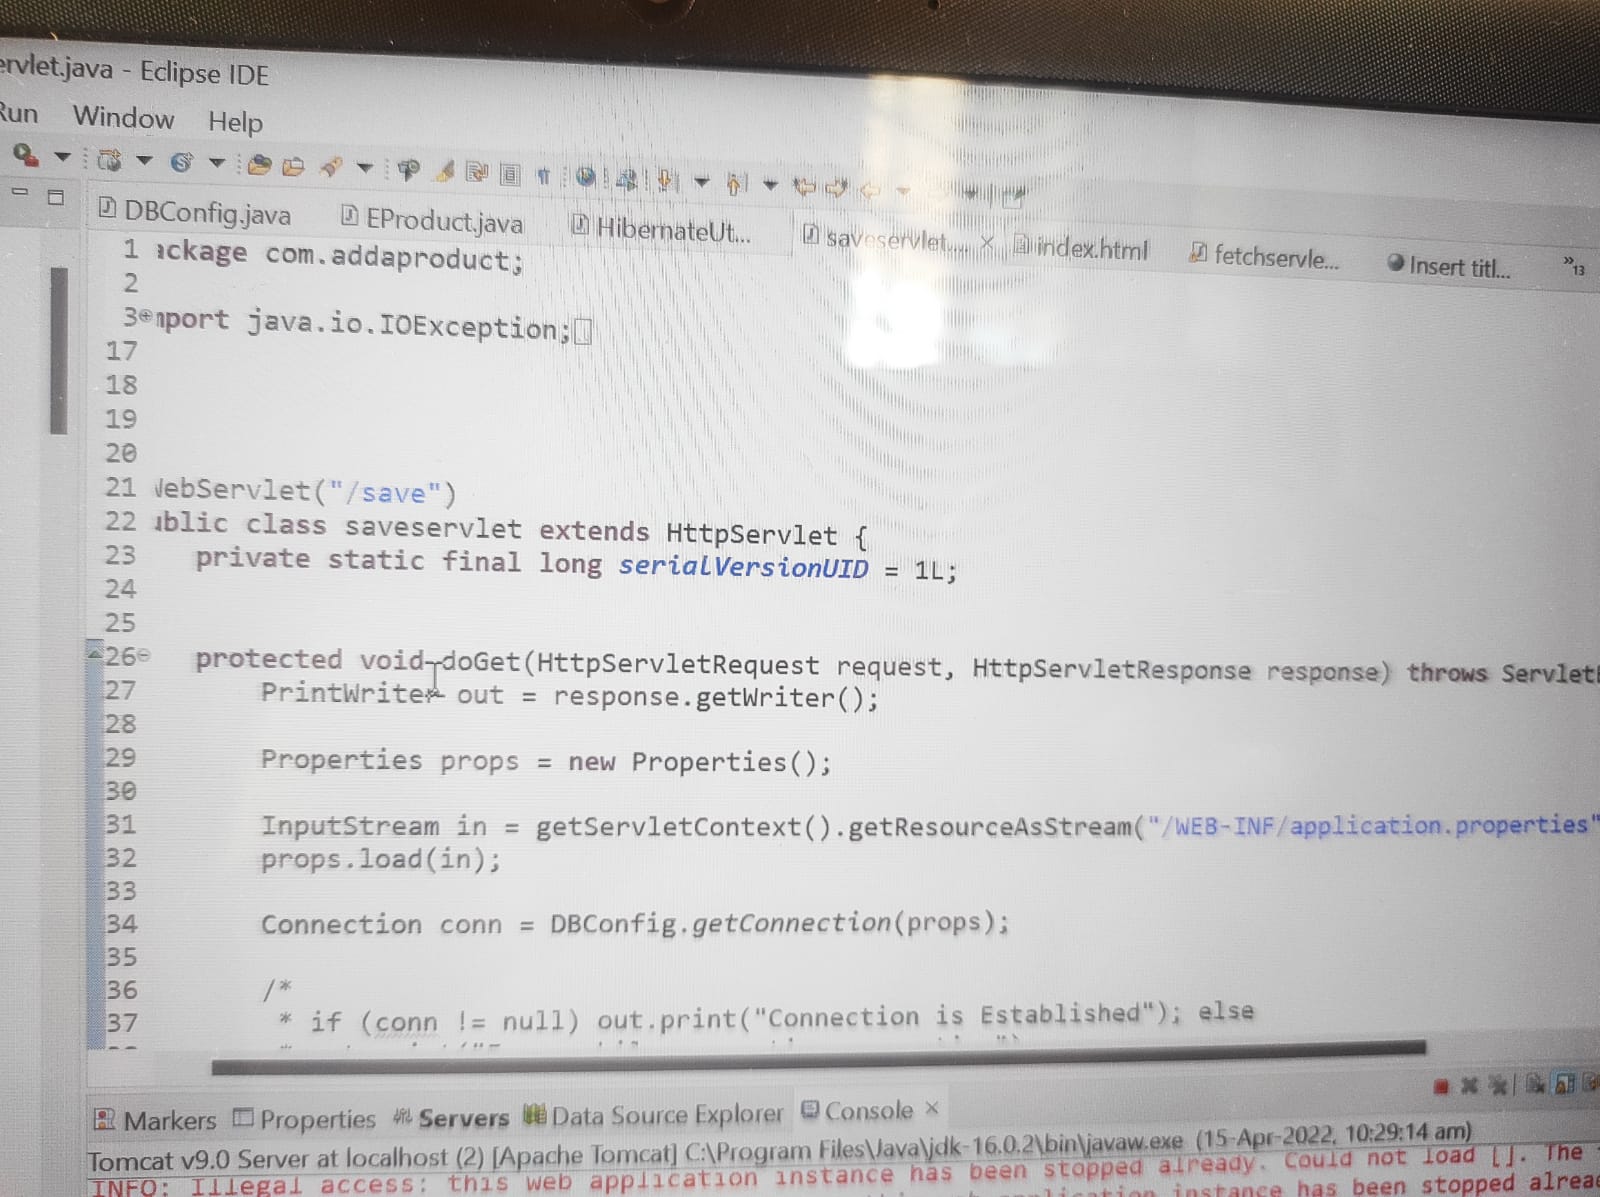 ervlet.java - Eclipse IDE
Run Window Help
DBConfig.java EProduct.java HibernateUt... saveservlet.... × index.html fetchservle... Insert titl... »13
1 ackage com.addaproduct;
2
3 mport java.io.IOException;
17
18
19
20
21 WebServlet("/save")
22 ublic class saveservlet extends HttpServlet {
23 private static final long serialVersionUID = 1L;
24
25
26 protected void doGet(HttpServletRequest request, HttpServletResponse response) throws Servlet
27 PrintWriter out = response.getWriter();
28
29 Properties props = new Properties();
30
31 InputStream in = getServletContext().getResourceAsStream("/WEB-INF/application.properties"
32 props.load(in);
33
34 Connection conn = DBConfig.getConnection(props);
35
36 /*
37 * if (conn != null) out.print("Connection is Established"); else
Markers Properties Servers Data Source Explorer Console ×
Tomcat v9.0 Server at localhost (2) [Apache Tomcat] C:\Program Files\Java\jdk-16.0.2\bin\javaw.exe (15-Apr-2022, 10:29:14 am)
INFO: Illegal access: this web application instance has been stopped already. Could not load []. The
instance has been stopped alrea